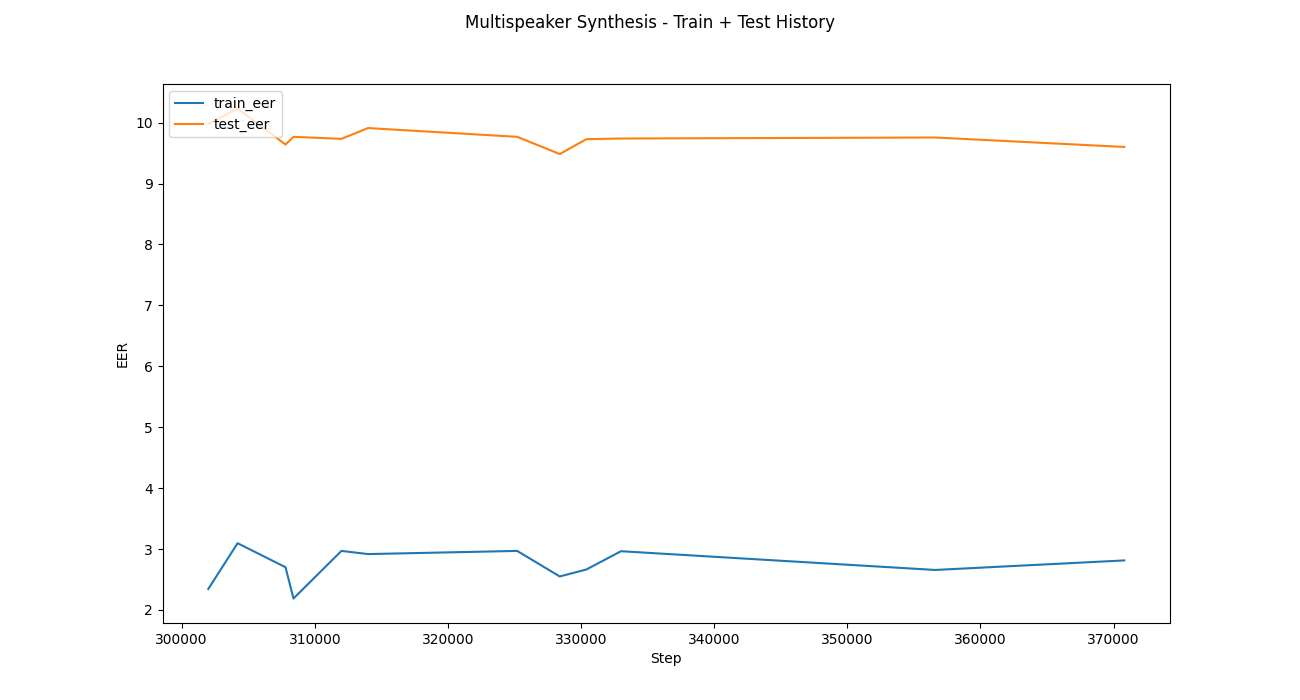 Multispeaker Synthesis - Train + Test History
train_eer
test_eer
10
9
8
7
6
5
4
3
2
EER
300000 310000 320000 330000 340000 350000 360000 370000
Step